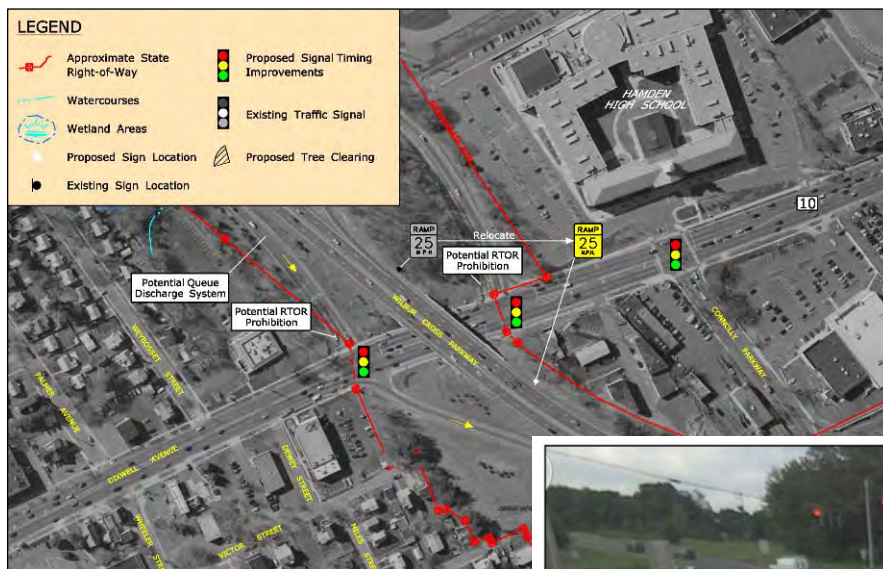 LEGEND
Approximate State
Right-of-Way
Watercourses
Wetland Areas
Proposed Sign Location
Existing Sign Location
Proposed Signal Timing
Improvements
Existing Traffic Signal
Proposed Tree Clearing
HAMDEN
HIGH SCHOOL
10
RAMP
25
M.P.H.
Relocate
RAMP
25
M.P.H.
Potential RTOR
Prohibition
Potential Queue
Discharge System
Potential RTOR
Prohibition
WILBUR CROSS PARKWAY
CONNOLLY PARKWAY
WEYBOSSET STREET
PALMER AVENUE
DIXWELL AVENUE
DEWEY STREET
WHEELER STREET
VICTOR STREET
MILES STREET